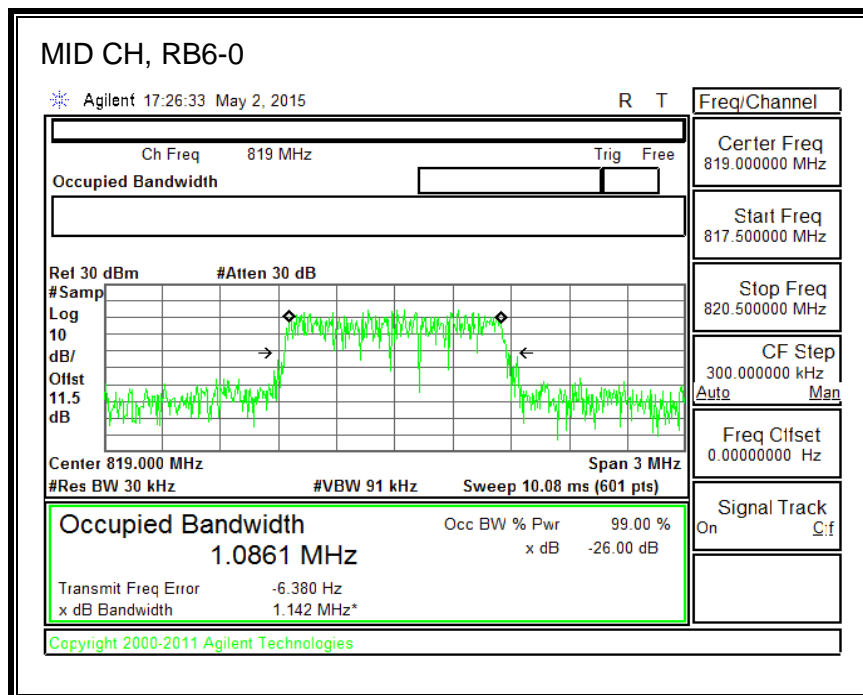 MID CH, RB6-0
Agilent 17:26:33 May 2, 2015 R T
Freq/Channel
Ch Freq 819 MHz Trig Free
Occupied Bandwidth
Center Freq
819.000000 MHz
Start Freq
817.500000 MHz
Stop Freq
820.500000 MHz
CF Step
300.000000 kHz
Auto Man
Freq Offset
0.00000000 Hz
Signal Track
On Off
Ref 30 dBm #Atten 30 dB
#Samp
Log
10
dB/
Offst
11.5
dB
Center 819.000 MHz Span 3 MHz
#Res BW 30 kHz #VBW 91 kHz Sweep 10.08 ms (601 pts)
Occupied Bandwidth
1.0861 MHz
Occ BW % Pwr 99.00 %
x dB -26.00 dB
Transmit Freq Error -6.380 Hz
x dB Bandwidth 1.142 MHz*
Copyright 2000-2011 Agilent Technologies